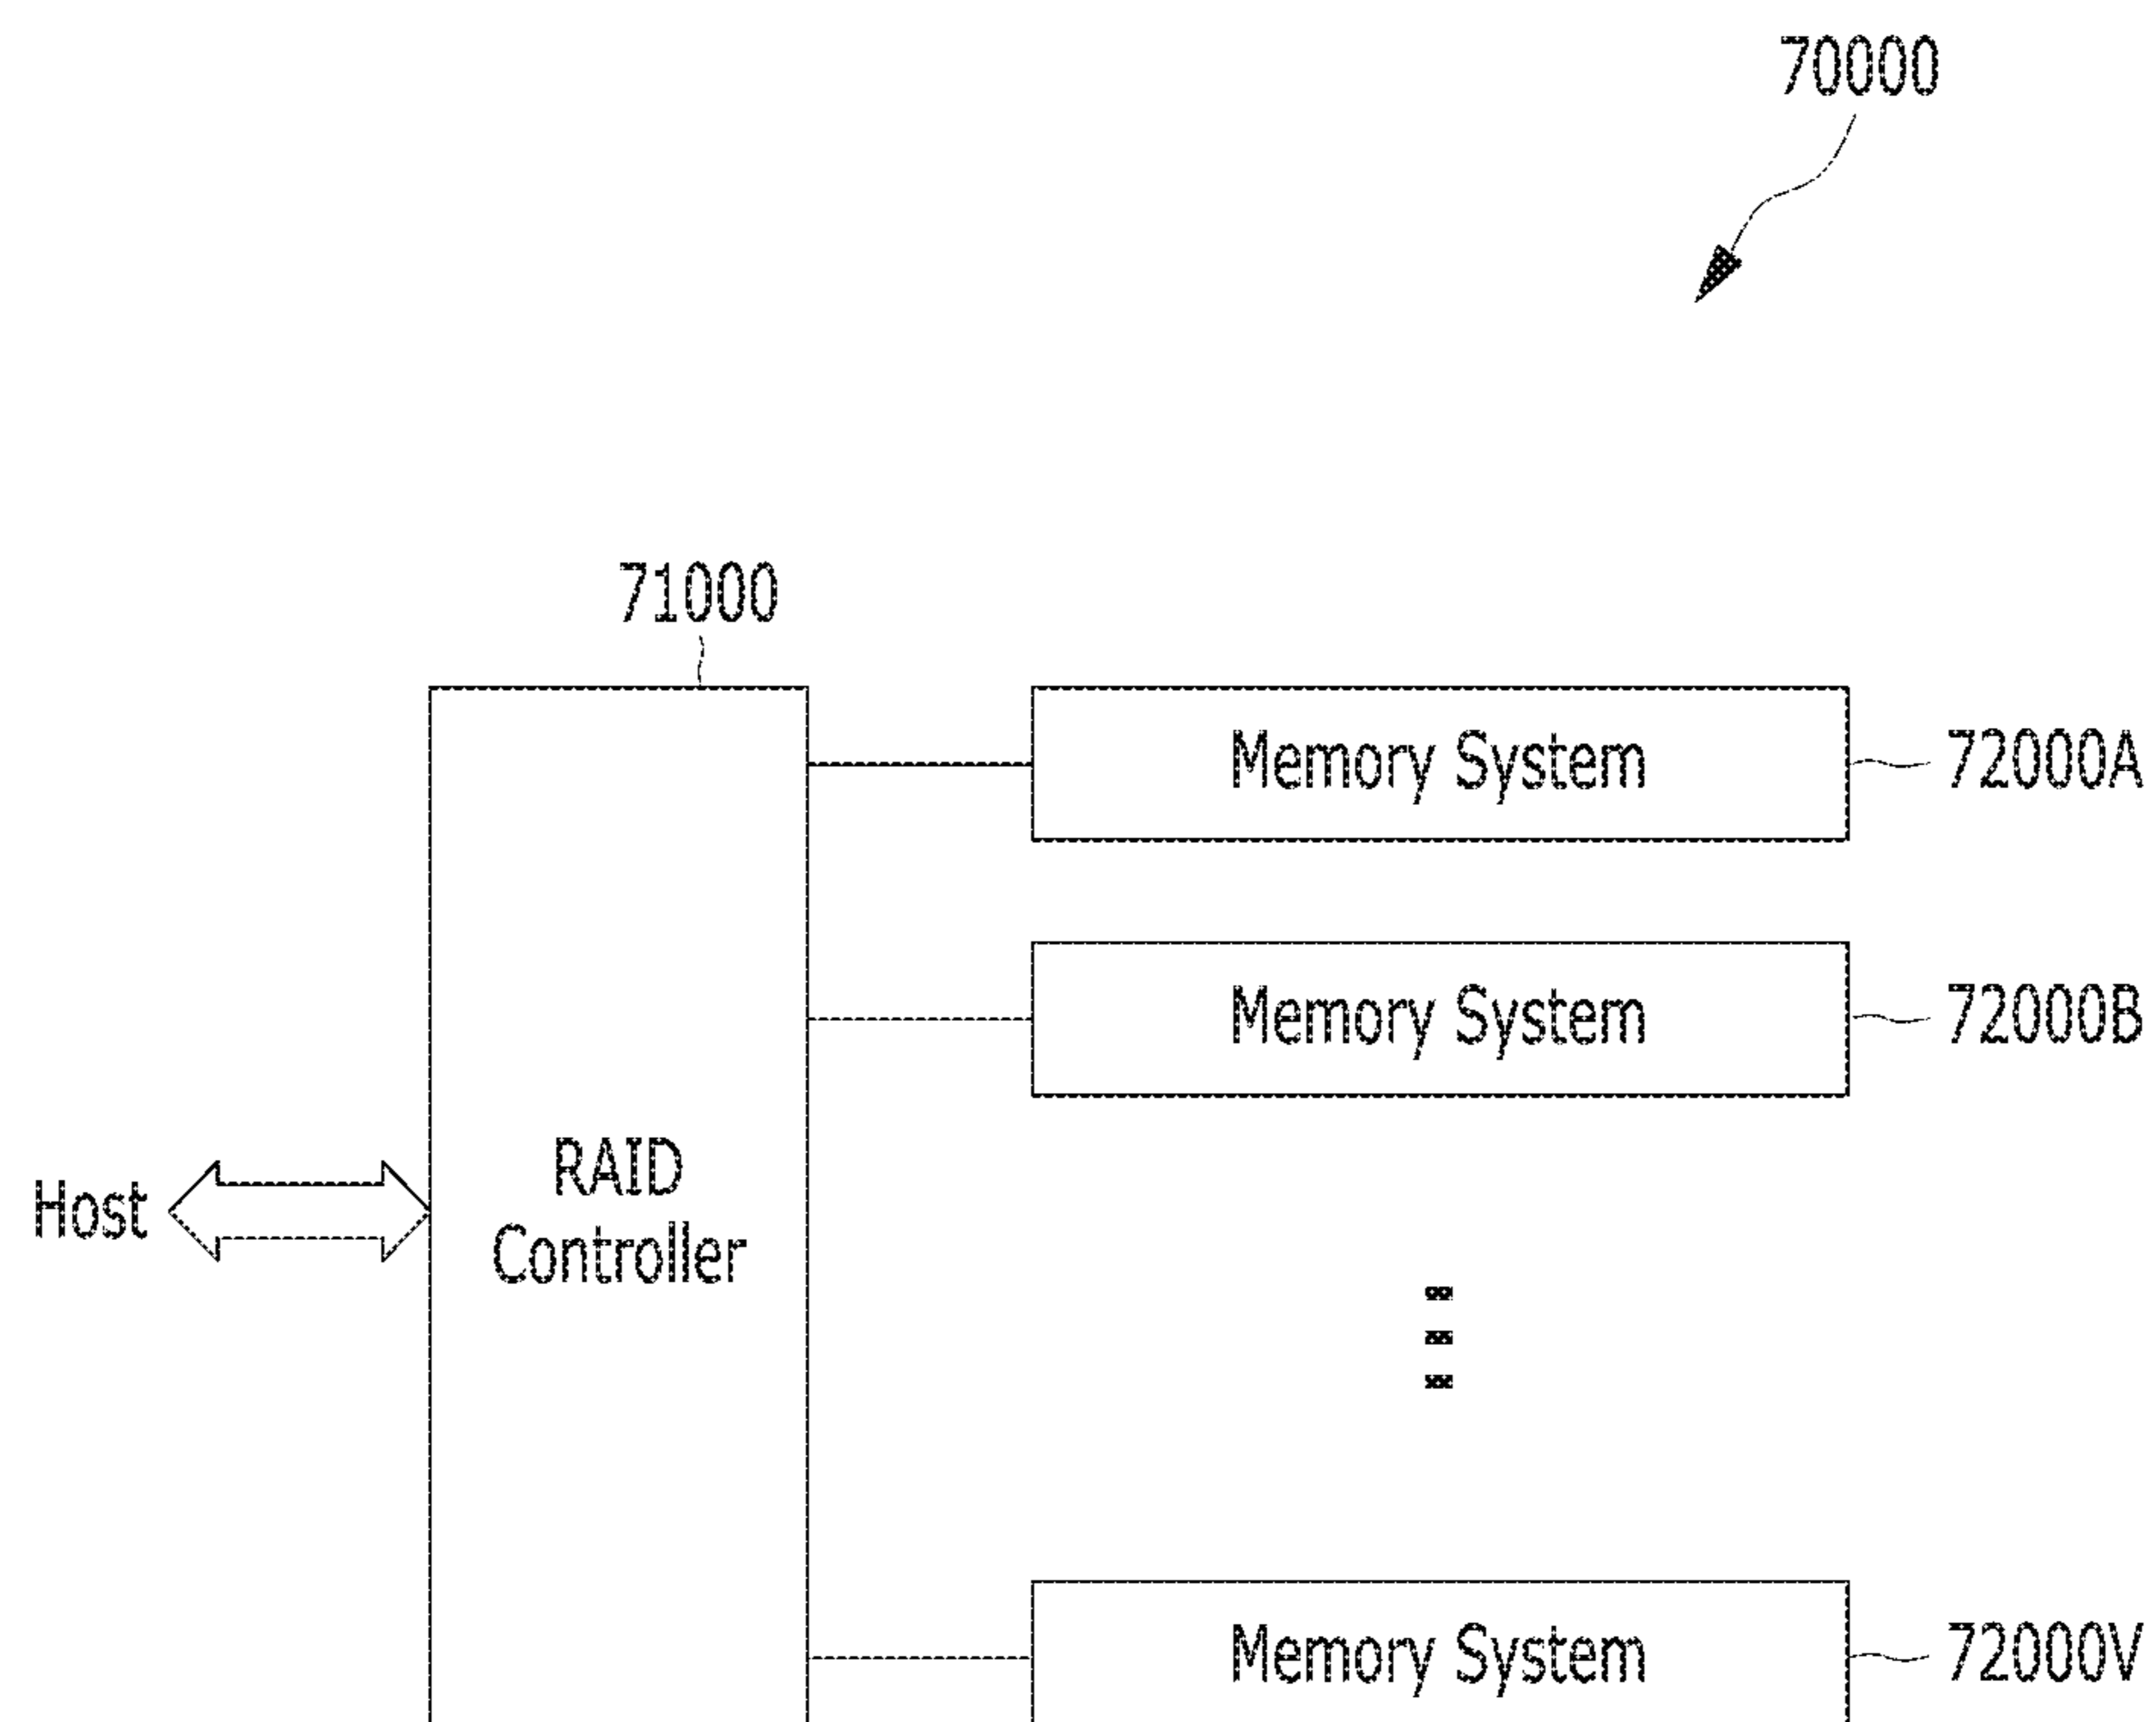 70000
71000
Memory System 72000A
Memory System 72000B
Host
RAID
Controller
Memory System 72000V